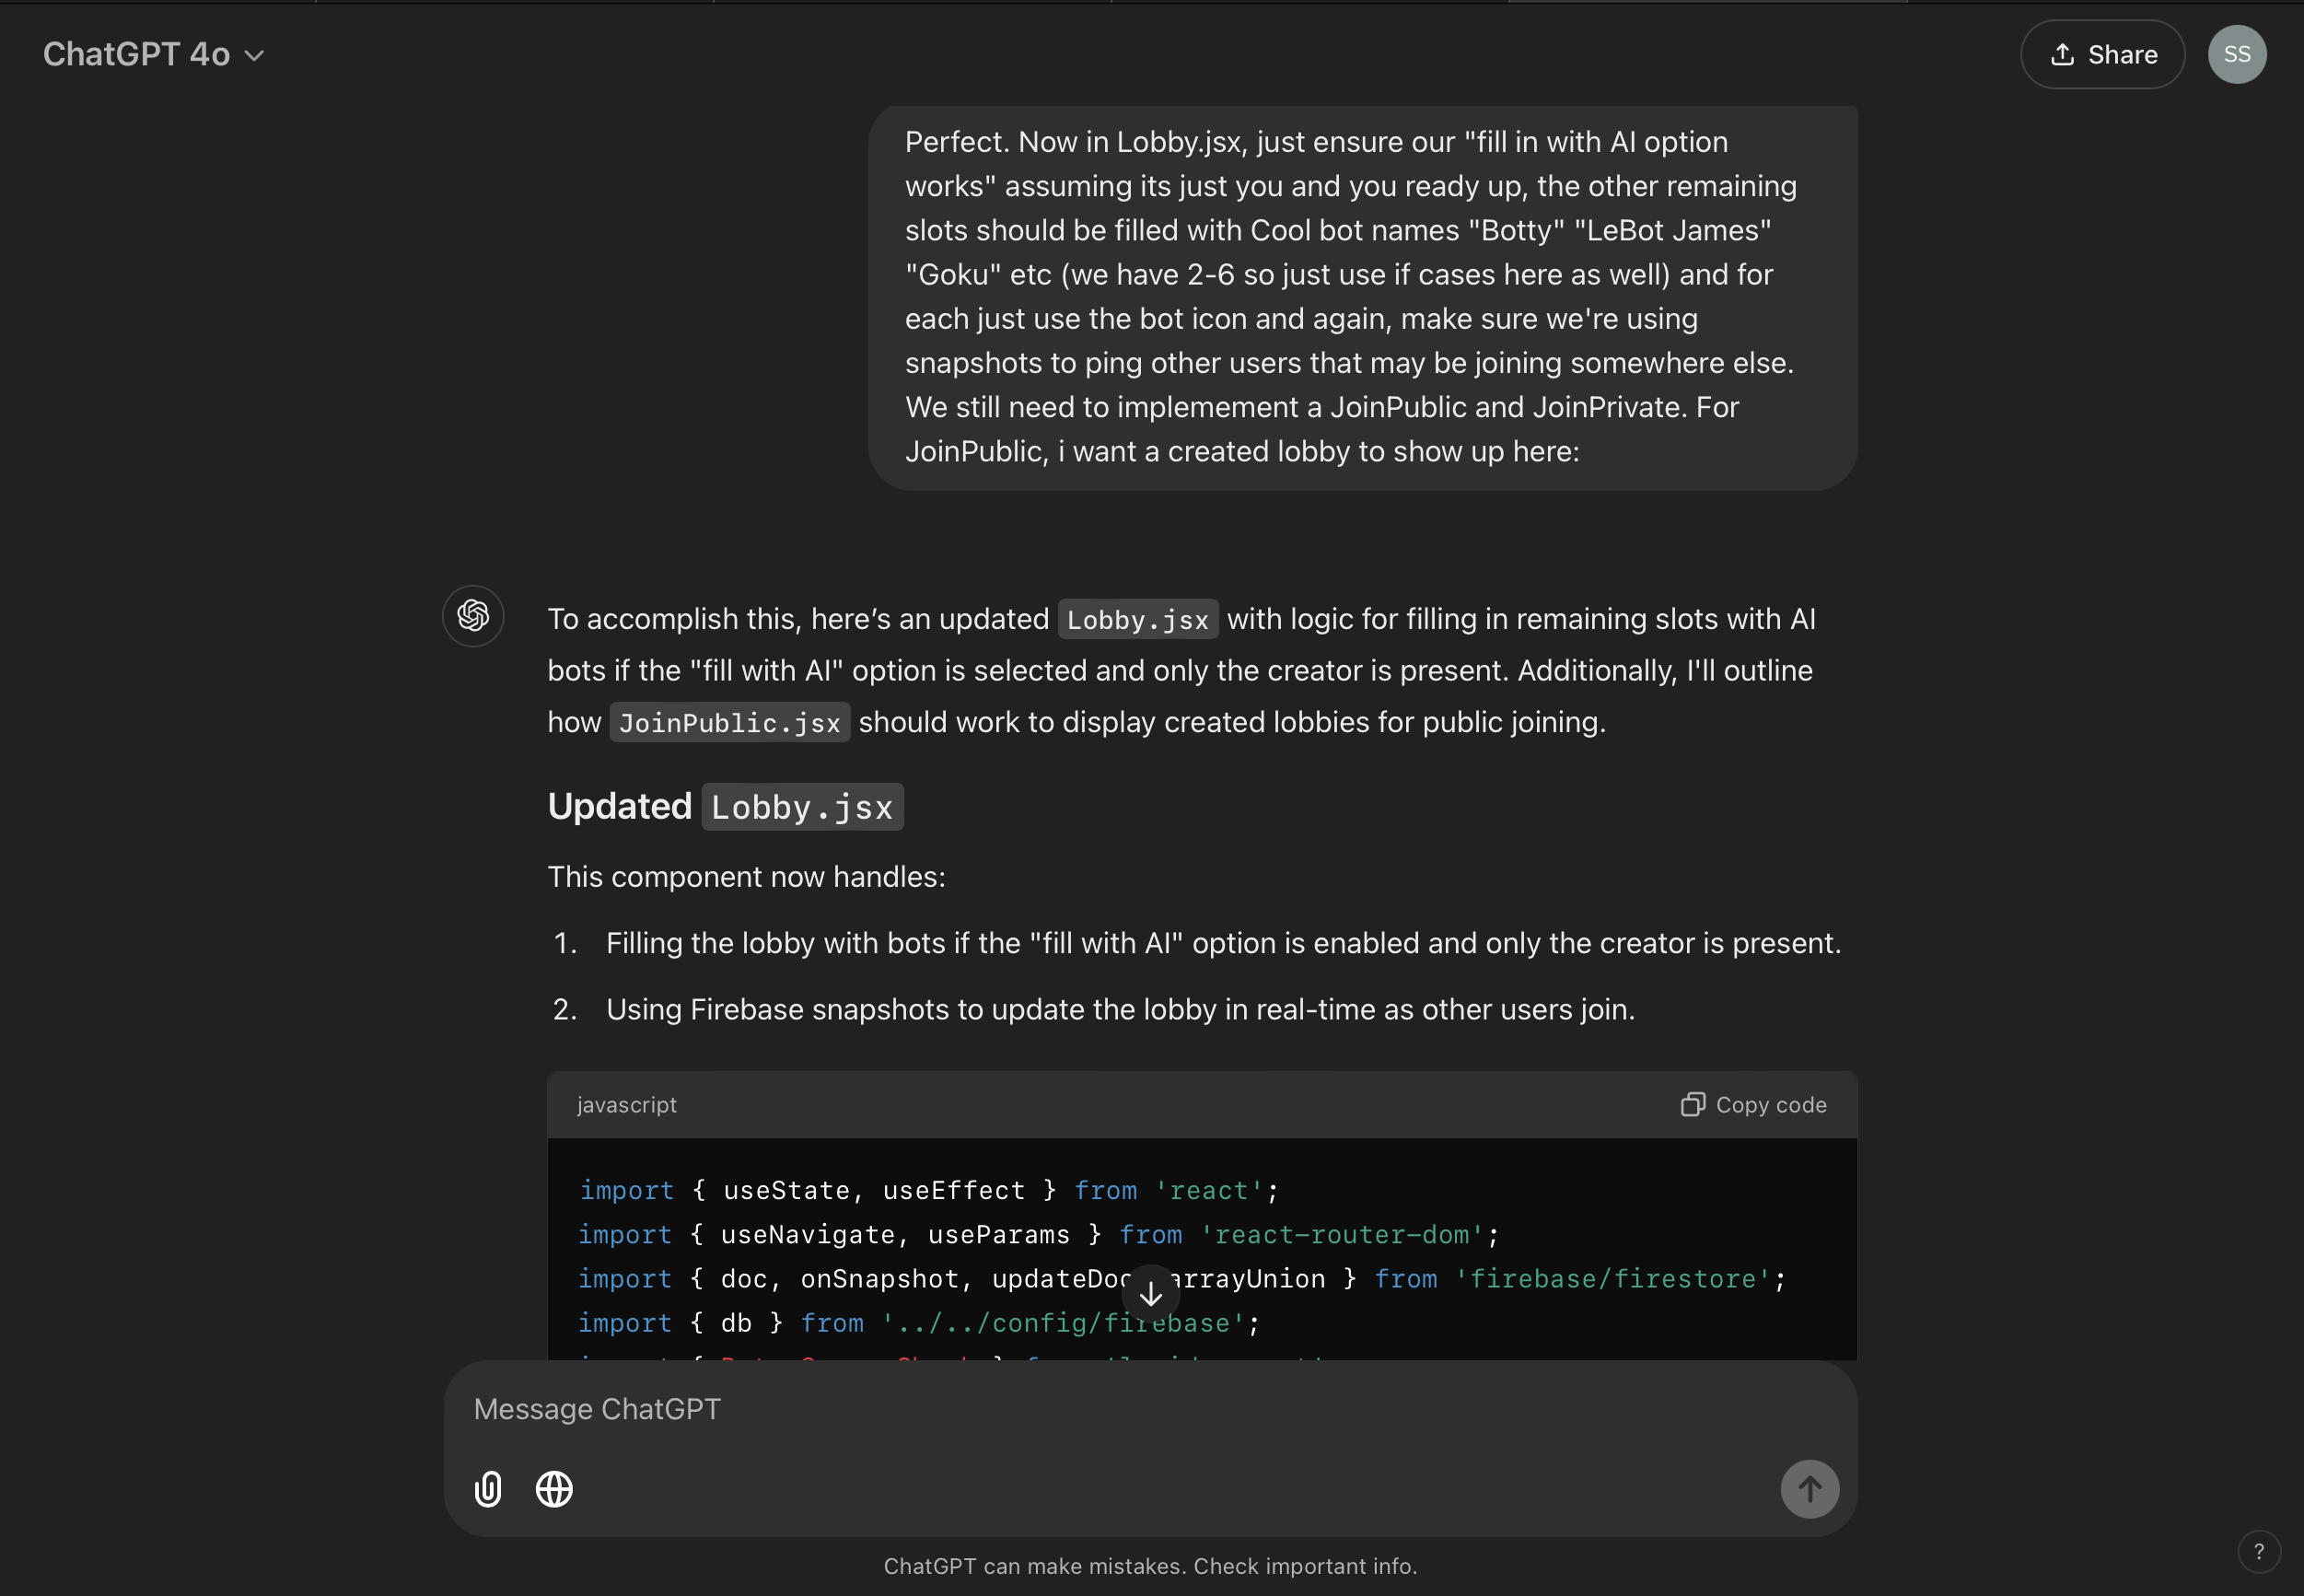 ChatGPT 4o
Share
SS
Perfect. Now in Lobby.jsx, just ensure our "fill in with AI option
works" assuming its just you and you ready up, the other remaining
slots should be filled with Cool bot names "Botty" "LeBot James"
"Goku" etc (we have 2-6 so just use if cases here as well) and for
each just use the bot icon and again, make sure we're using
snapshots to ping other users that may be joining somewhere else.
We still need to implemement a JoinPublic and JoinPrivate. For
JoinPublic, i want a created lobby to show up here:
To accomplish this, here’s an updated Lobby.jsx with logic for filling in remaining slots with AI
bots if the "fill with AI" option is selected and only the creator is present. Additionally, I'll outline
how JoinPublic.jsx should work to display created lobbies for public joining.
Updated Lobby.jsx
This component now handles:
1. Filling the lobby with bots if the "fill with AI" option is enabled and only the creator is present.
2. Using Firebase snapshots to update the lobby in real-time as other users join.
javascript
Copy code
import { useState, useEffect } from 'react';
import { useNavigate, useParams } from 'react-router-dom';
import { doc, onSnapshot, updateDoc, arrayUnion } from 'firebase/firestore';
import { db } from '../../config/firebase';
Message ChatGPT
ChatGPT can make mistakes. Check important info.
?